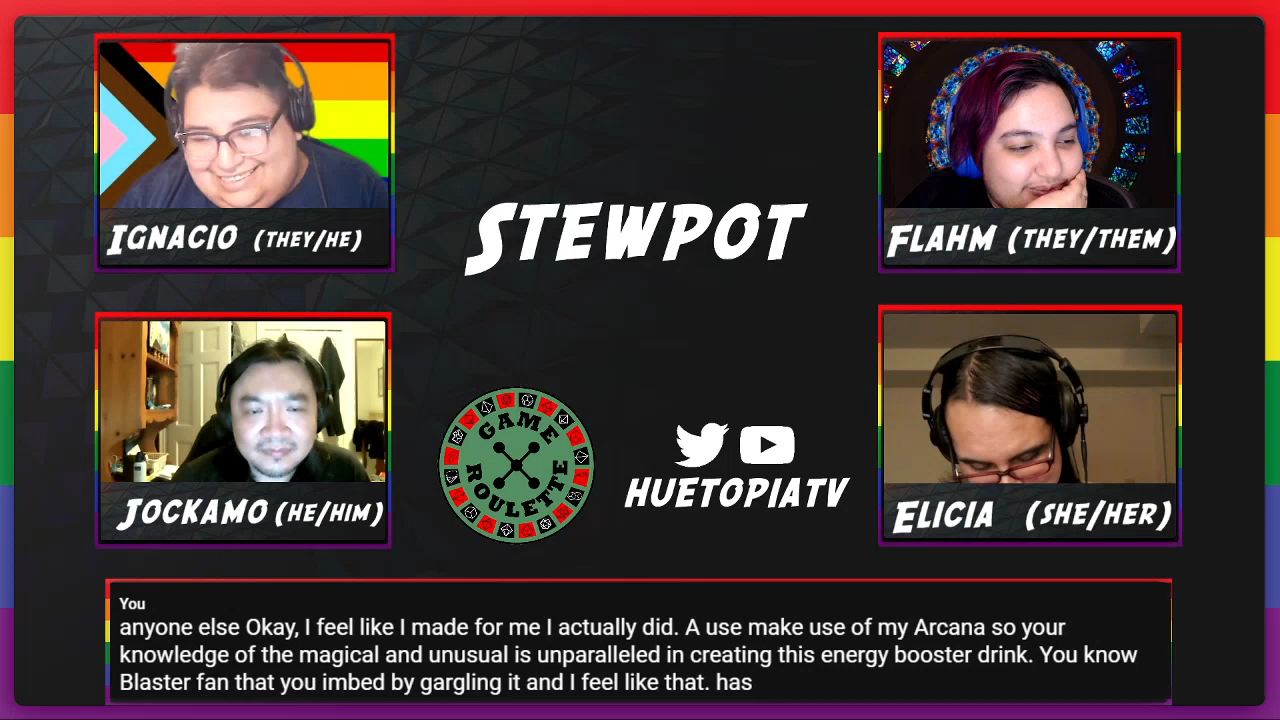 IGNACIO (THEY/HE)
FLAHM (THEY/THEM)
STEWPOT
JOCKAMO (HE/HIM)
GAME
ROULETTE
HUETOPIATV
ELICIA (SHE/HER)
You
anyone else Okay, I feel like I made for me I actually did. A use make use of my Arcana so your
knowledge of the magical and unusual is unparalleled in creating this energy booster drink. You know
Blaster fan that you imbed by gargling it and I feel like that. has